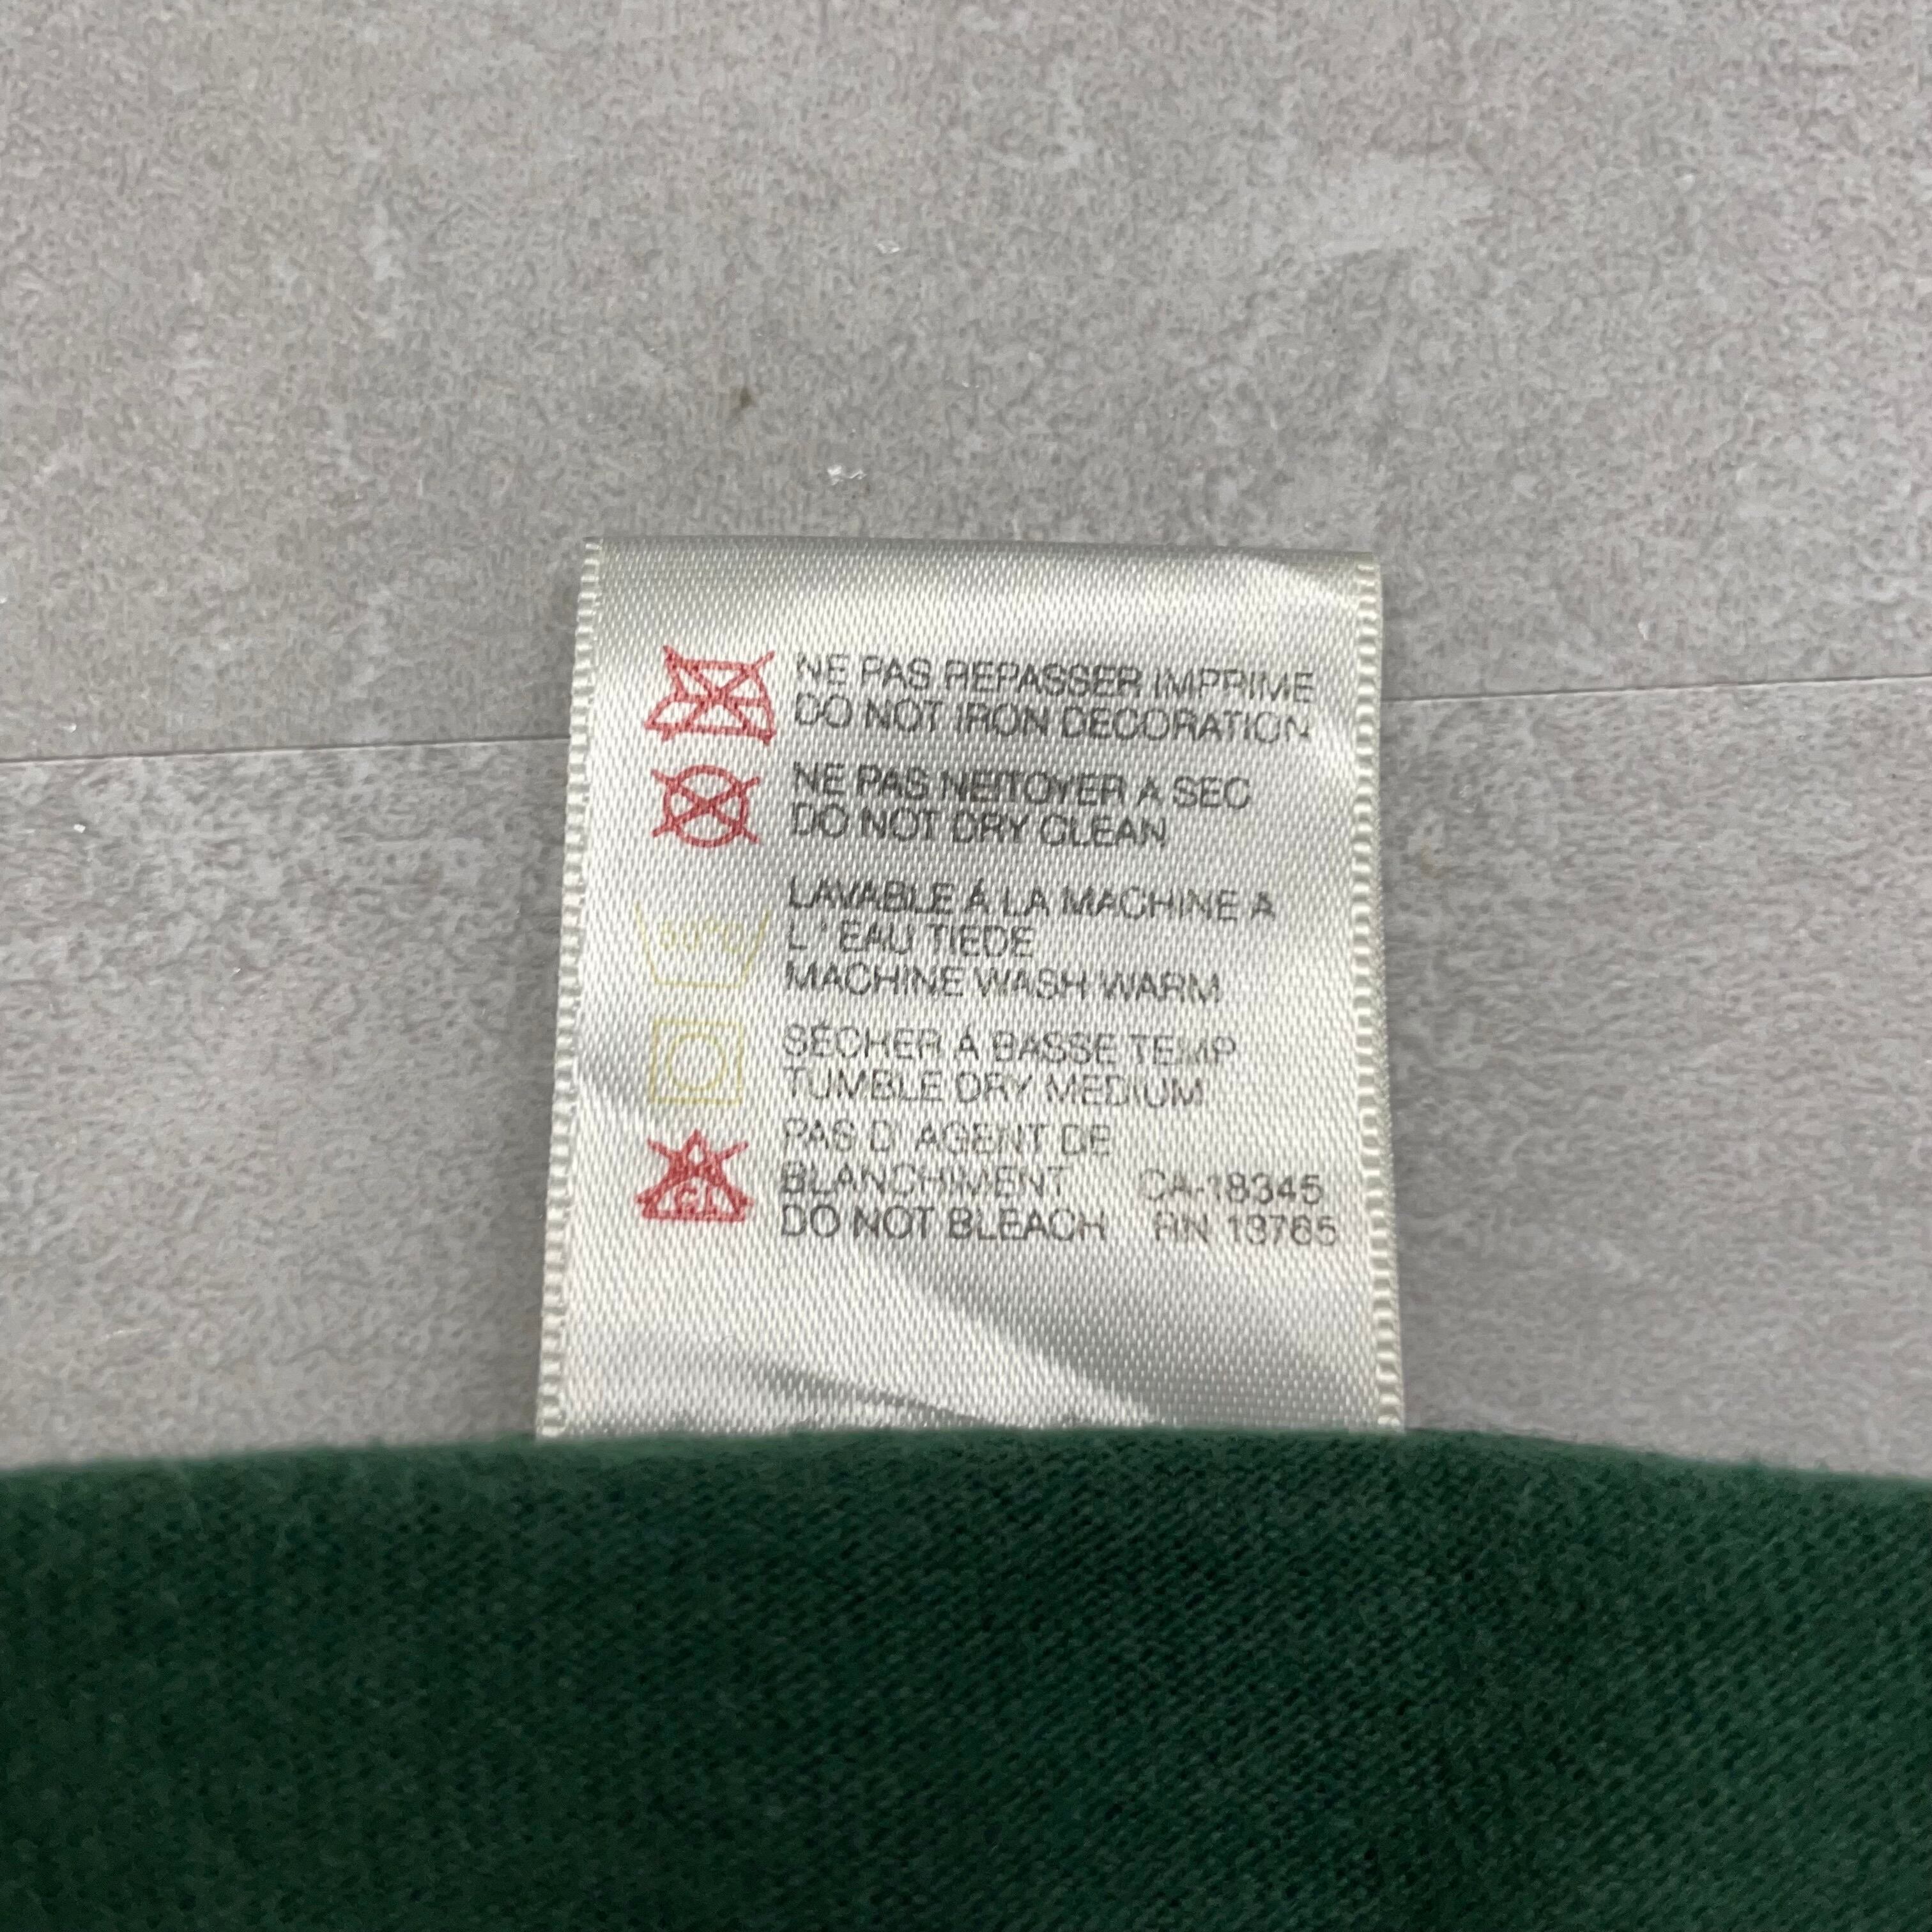 NE PAS REPASSER IMPRIME
DO NOT IRON DECORATION
NE PAS NETTOYER A SEC
DO NOT DRY CLEAN
LAVABLE À LA MACHINE A
L'EAU TIEDE
MACHINE WASH WARM
SÉCHER À BASSE TEMP
TUMBLE DRY MEDIUM
PAS D'AGENT DE
BLANCHIMENT CA-18345
DO NOT BLEACH RN 13765